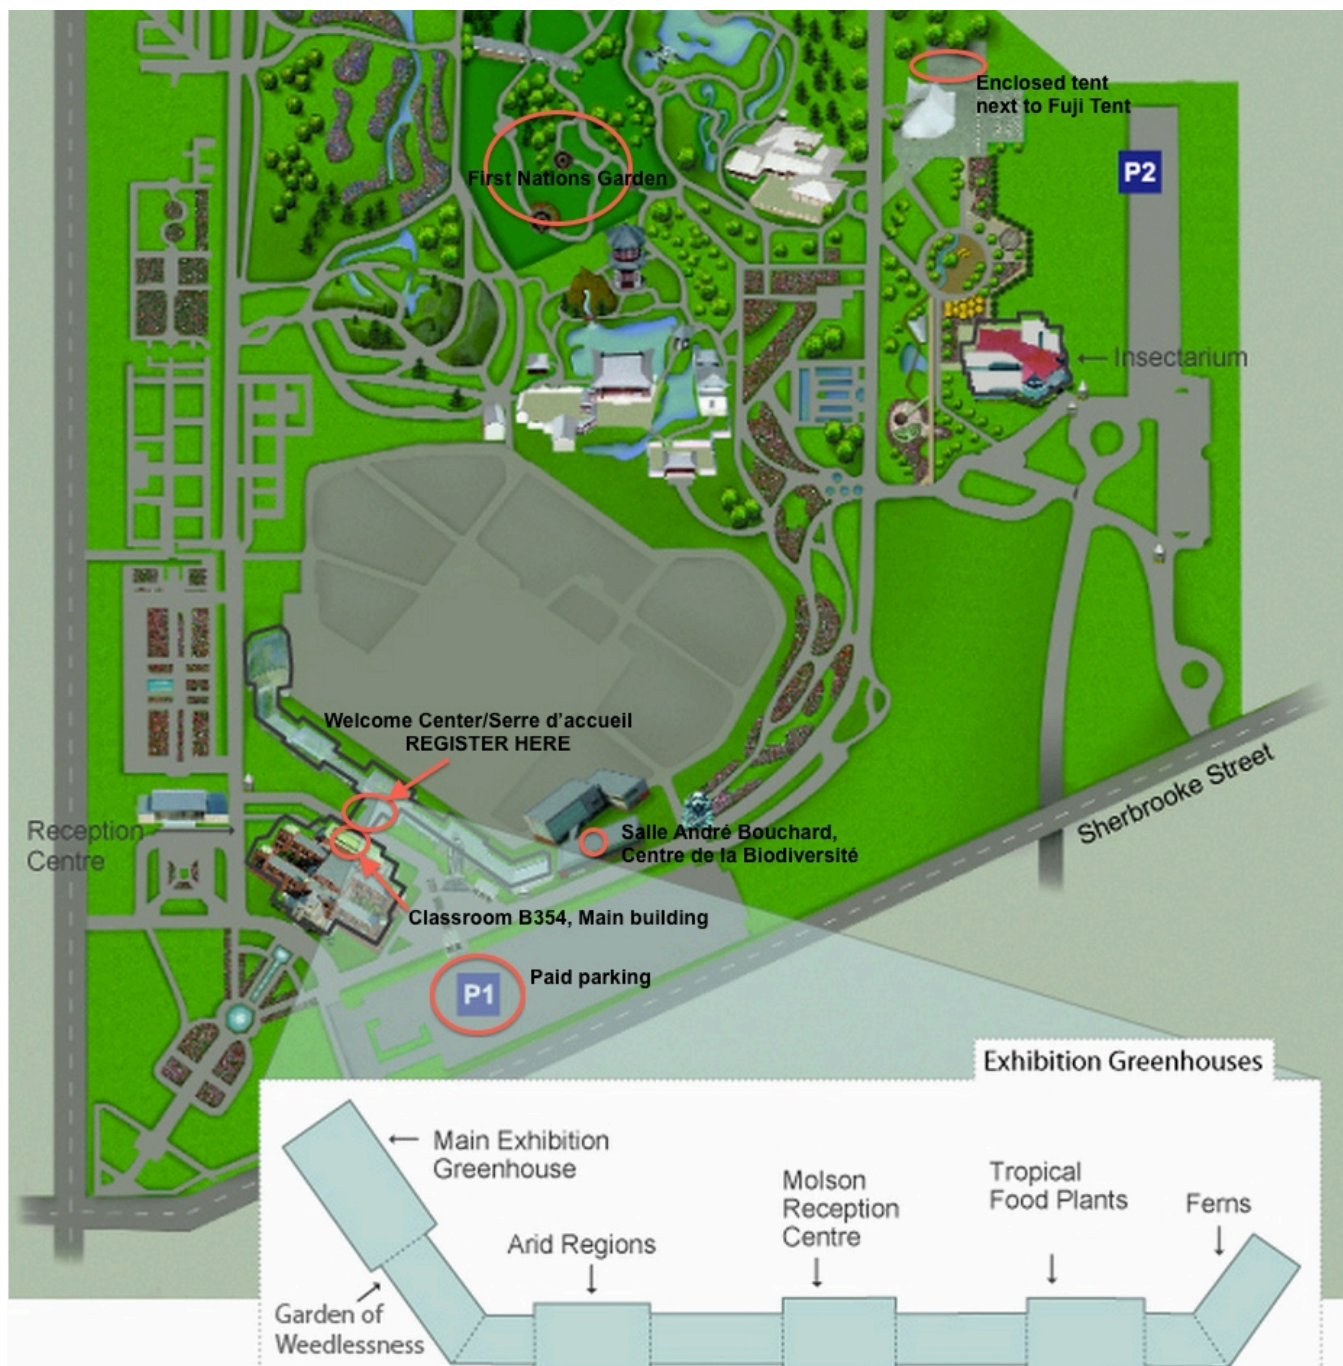 Enclosed tent
next to Fuji Tent
P2
First Nations Garden
← Insectarium
Welcome Center/Serre d'accueil
REGISTER HERE
Sherbrooke Street
Reception
Centre
Salle André Bouchard,
Centre de la Biodiversité
Classroom B354, Main building
Paid parking
P1
Exhibition Greenhouses
Main Exhibition
Greenhouse
Molson
Reception
Centre
Tropical
Food Plants
Ferns
Arid Regions
Garden of
Weedlessness